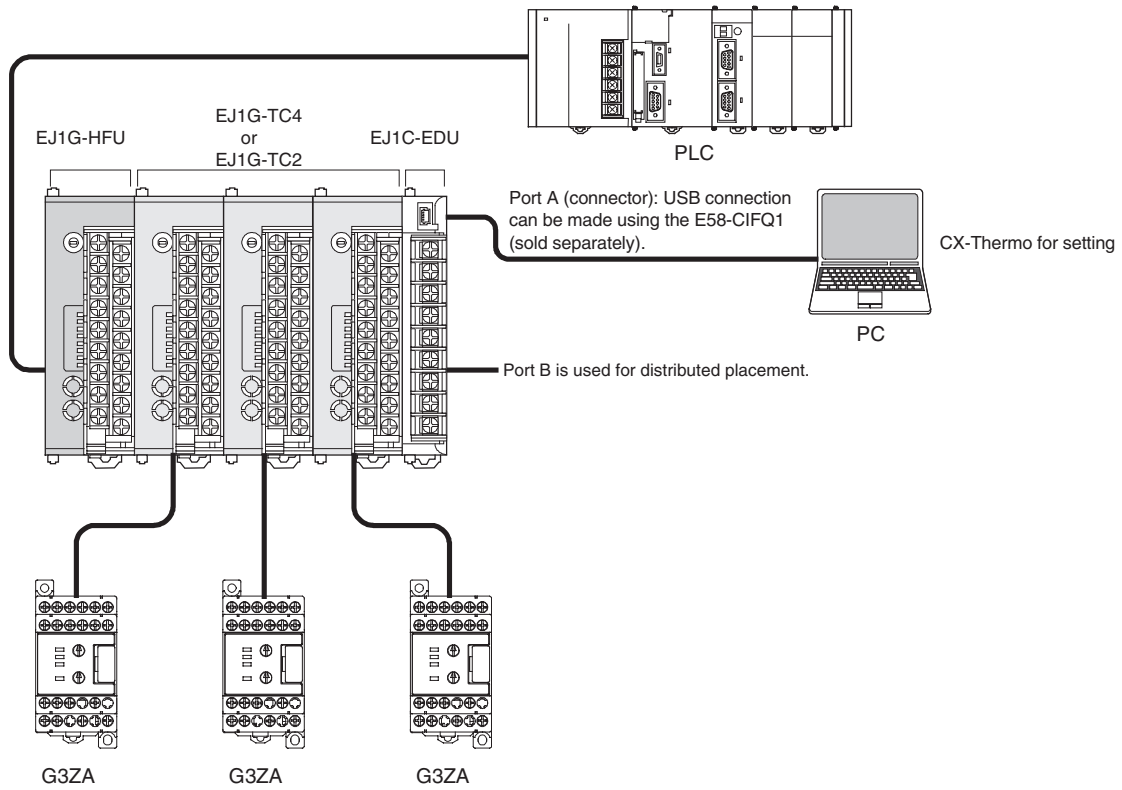 PLC
EJ1G-HFU
EJ1G-TC4
or
EJ1G-TC2
EJ1C-EDU
Port A (connector): USB connection
can be made using the E58-CIFQ1
(sold separately).
CX-Thermo for setting
PC
Port B is used for distributed placement.
G3ZA
G3ZA
G3ZA